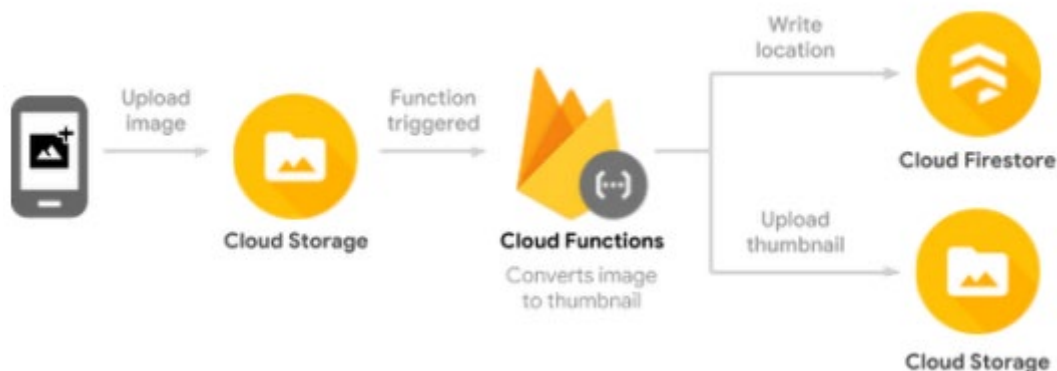 Upload
image
Cloud Storage
Function
triggered
Cloud Functions
Converts image
to thumbnail
Write
location
Cloud Firestore
Upload
thumbnail
Cloud Storage